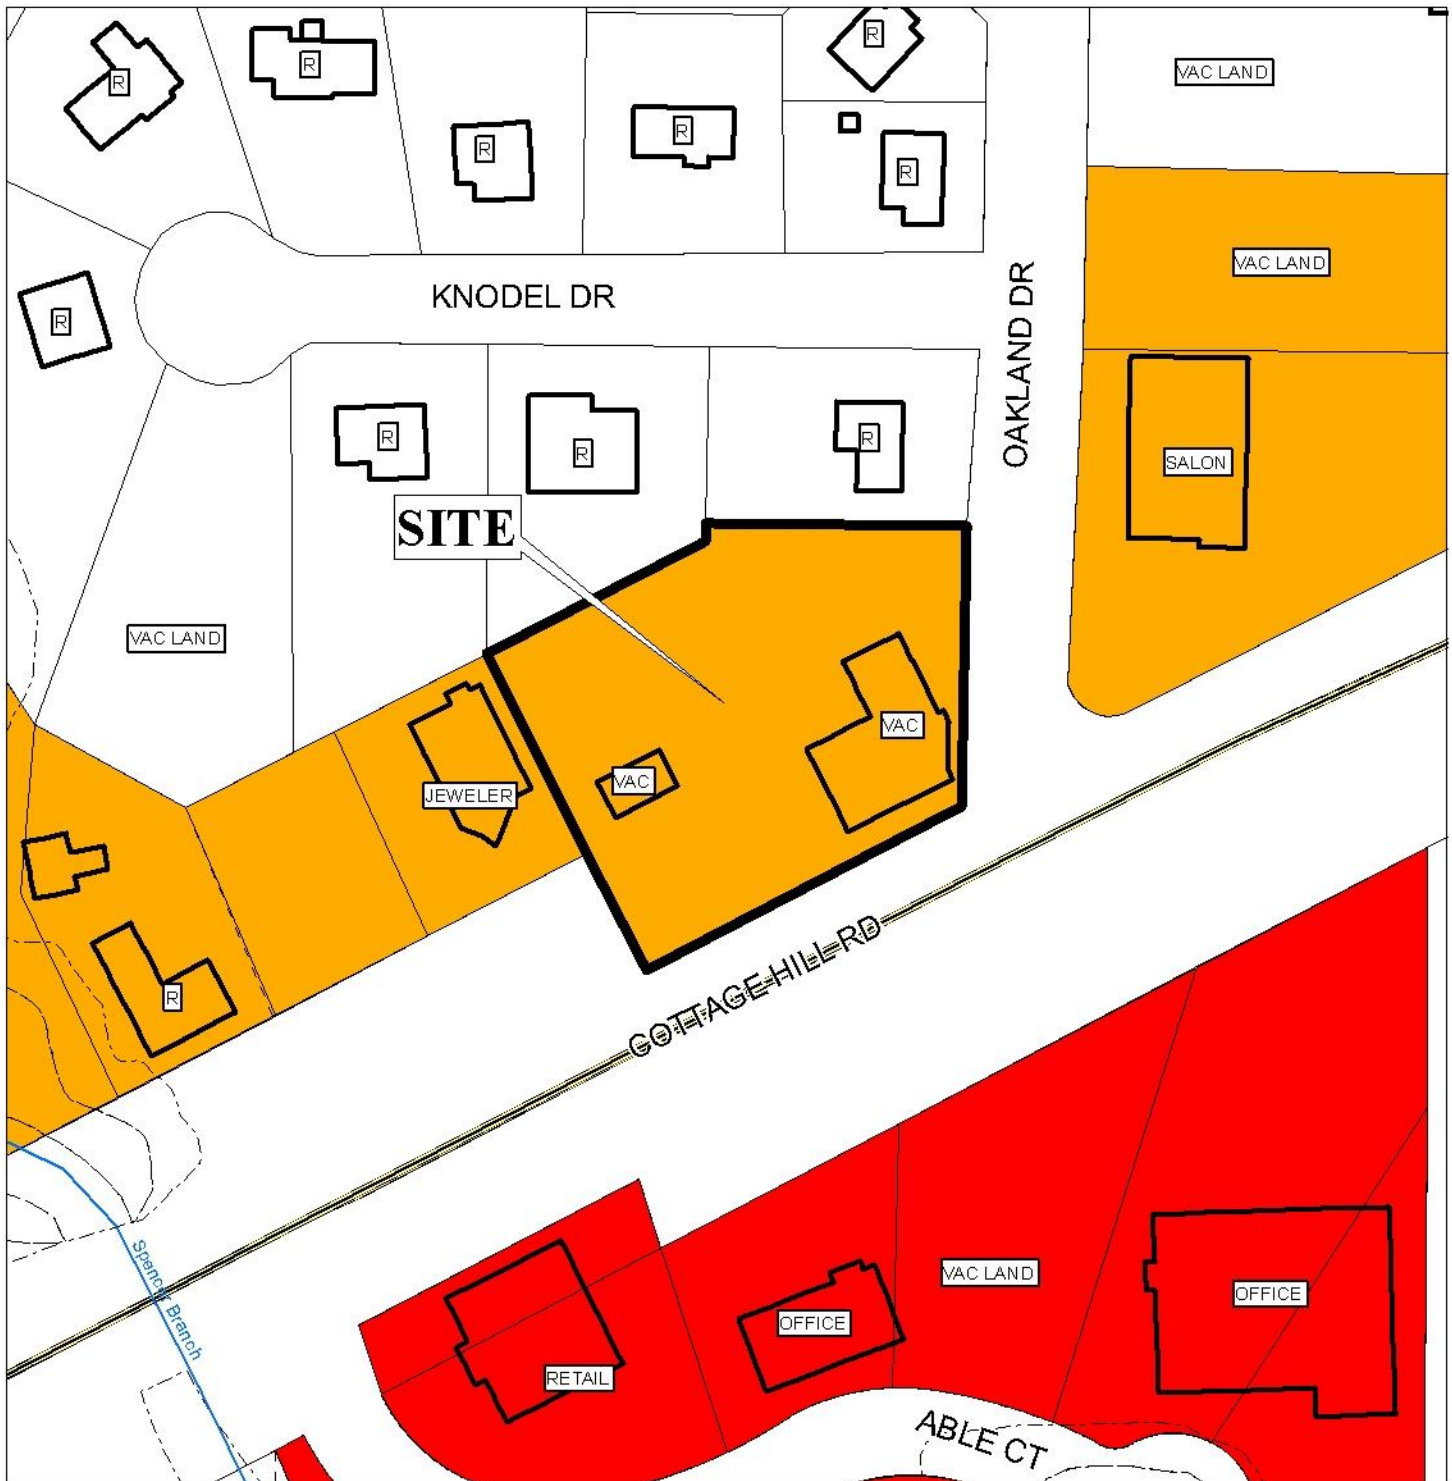 R
R
R
VAC LAND
R
R
R
VAC LAND
KNODEL DR
OAKLAND DR
R
R
R
R
SALON
SITE
VAC LAND
VAC
VAC
JEWELER
R
COTTAGE HILL RD
Spencer Branch
VAC LAND
OFFICE
OFFICE
RETAIL
ABLE CT